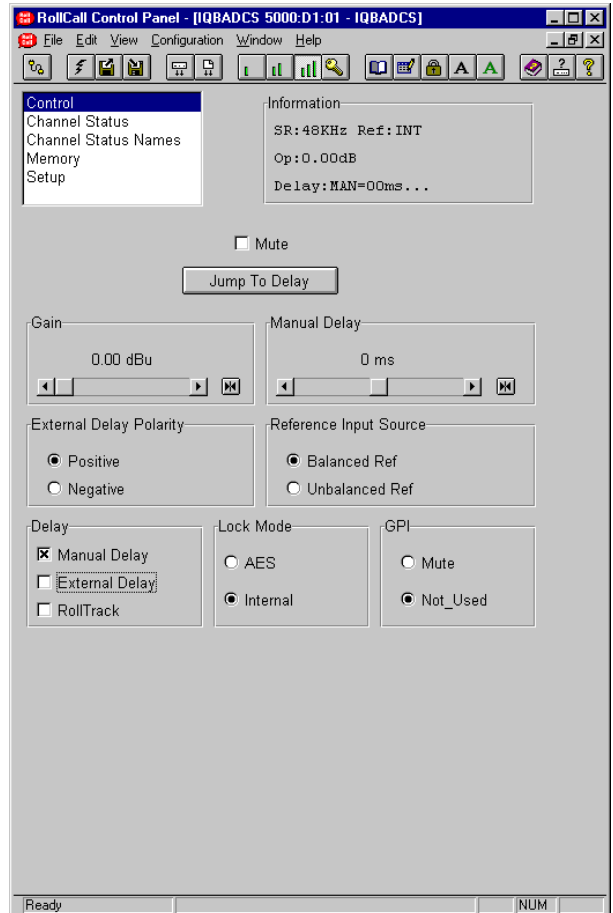 RollCall Control Panel - [IQBADCS 5000:D1:01 - IQBADCS]
File Edit View Configuration Window Help
A A
Control
Channel Status
Channel Status Names
Memory
Setup
Information
SR:48KHz Ref:INT
Op:0.00dB
Delay:MAN=00ms...
Mute
Jump To Delay
Gain
0.00 dBu
Manual Delay
0 ms
External Delay Polarity
Positive
Negative
Reference Input Source
Balanced Ref
Unbalanced Ref
Delay
Manual Delay
External Delay
RollTrack
Lock Mode
AES
Internal
GPI
Mute
Not_Used
Ready
NUM